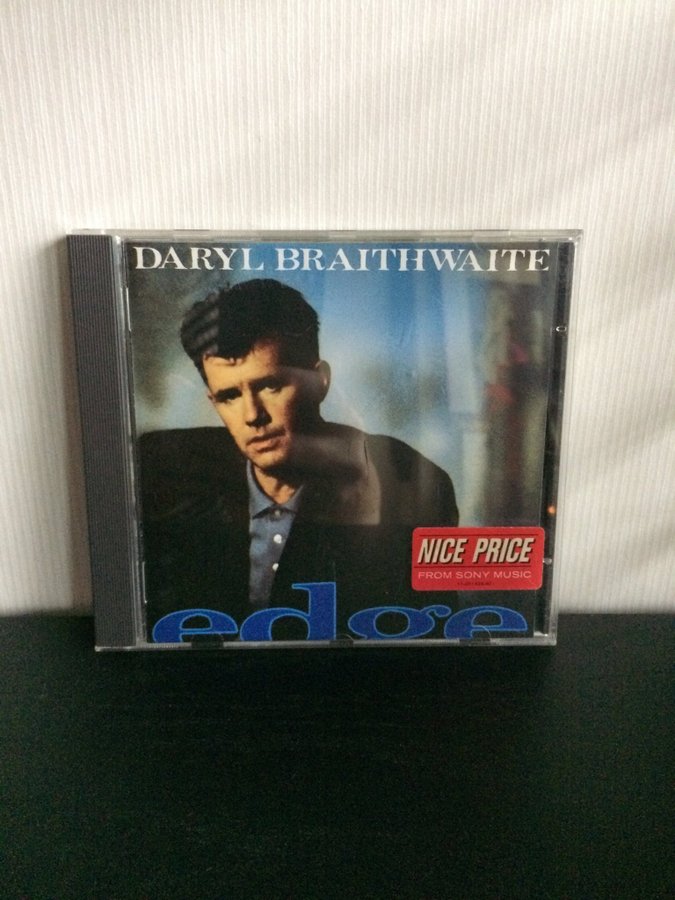 DARYL BRAITHWAITE
NICE PRICE
FROM SONY MUSIC
edge